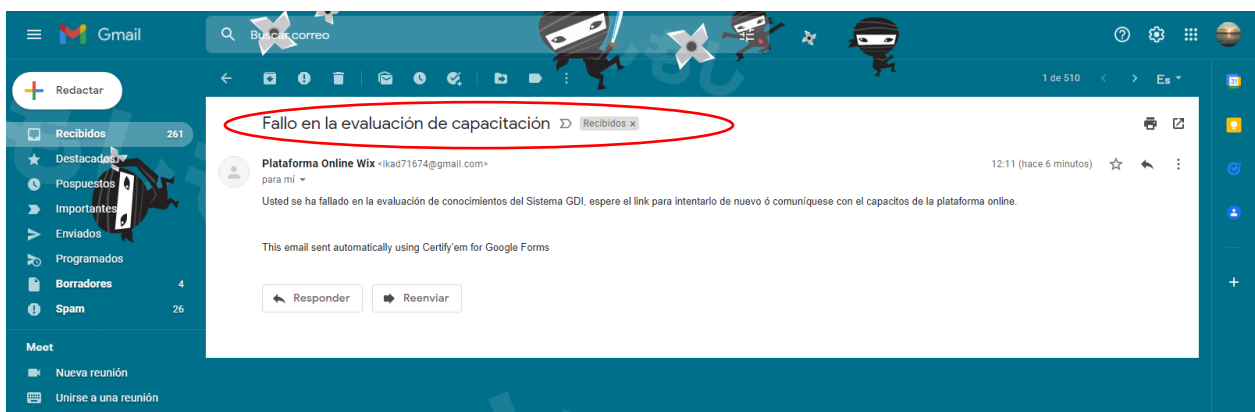 Gmail
Buscar correo
1 de 510
Es
Redactar
Recibidos 261
Destacados
Pospuestos
Importantes
Enviados
Programados
Borradores 4
Spam 26
Meet
Nueva reunión
Unirse a una reunión
Fallo en la evaluación de capacitación Recibidos x
Plataforma Online Wix <lkad71674@gmail.com> 12:11 (hace 6 minutos)
para mí
Usted se ha fallado en la evaluación de conocimientos del Sistema GDI, espere el link para intentarlo de nuevo ó comuníquese con el capacitos de la plataforma online.
This email sent automatically using Certify'em for Google Forms
Responder Reenviar
31